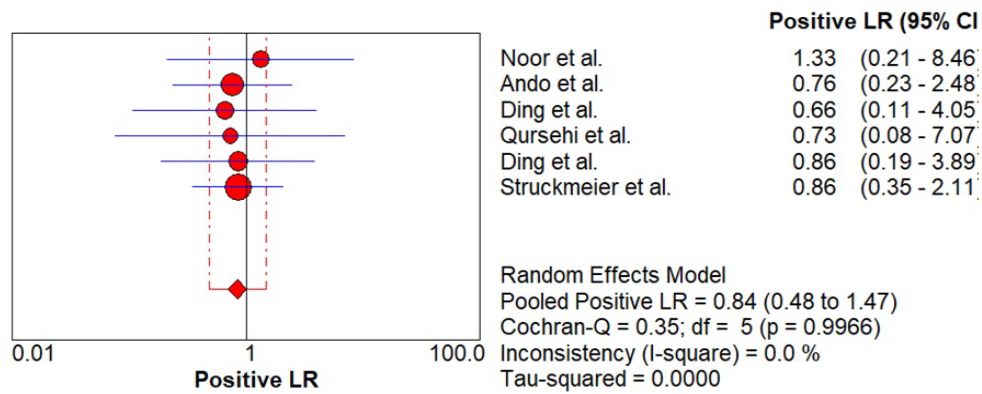 Positive LR (95% CI
Noor et al. 1.33 (0.21 - 8.46
Ando et al. 0.76 (0.23 - 2.48
Ding et al. 0.66 (0.11 - 4.05
Qursehi et al. 0.73 (0.08 - 7.07
Ding et al. 0.86 (0.19 - 3.89
Struckmeier et al. 0.86 (0.35 - 2.11
Random Effects Model
Pooled Positive LR = 0.84 (0.48 to 1.47)
Cochran-Q = 0.35; df = 5 (p = 0.9966)
Inconsistency (I-square) = 0.0 %
Tau-squared = 0.0000
0.01 1 100.0
Positive LR